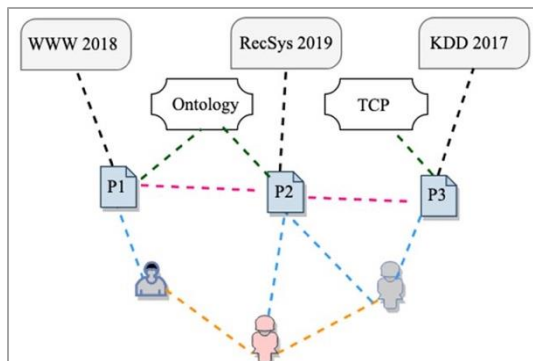 WWW 2018
RecSys 2019
KDD 2017
Ontology
TCP
P1
P2
P3